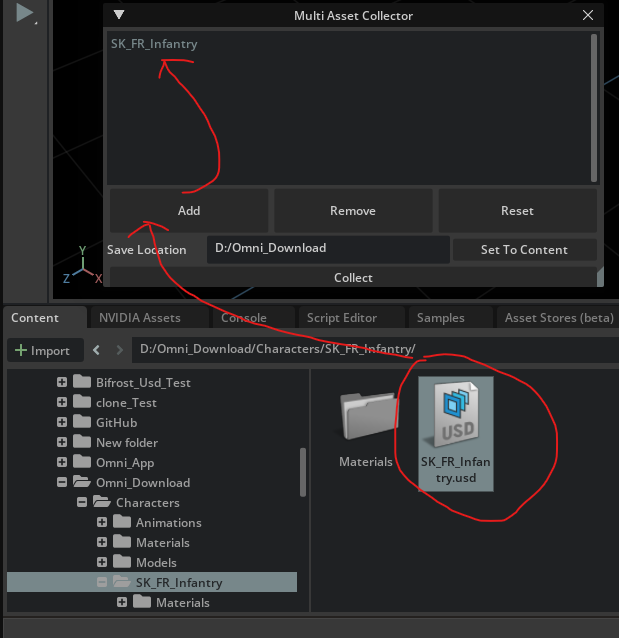 Multi Asset Collector
SK_FR_Infantry
Add Remove Reset
Save Location D:/Omni_Download Set To Content
Collect
Y
Z X
Content NVIDIA Assets Console Script Editor Samples Asset Stores (beta)
Import D:/Omni_Download/Characters/SK_FR_Infantry/
Bifrost_Usd_Test
clone_Test
GitHub
New folder
Omni_App
Omni_Download
Characters
Animations
Materials
Models
SK_FR_Infantry
Materials
USD
Materials
SK_FR_Infan
try.usd